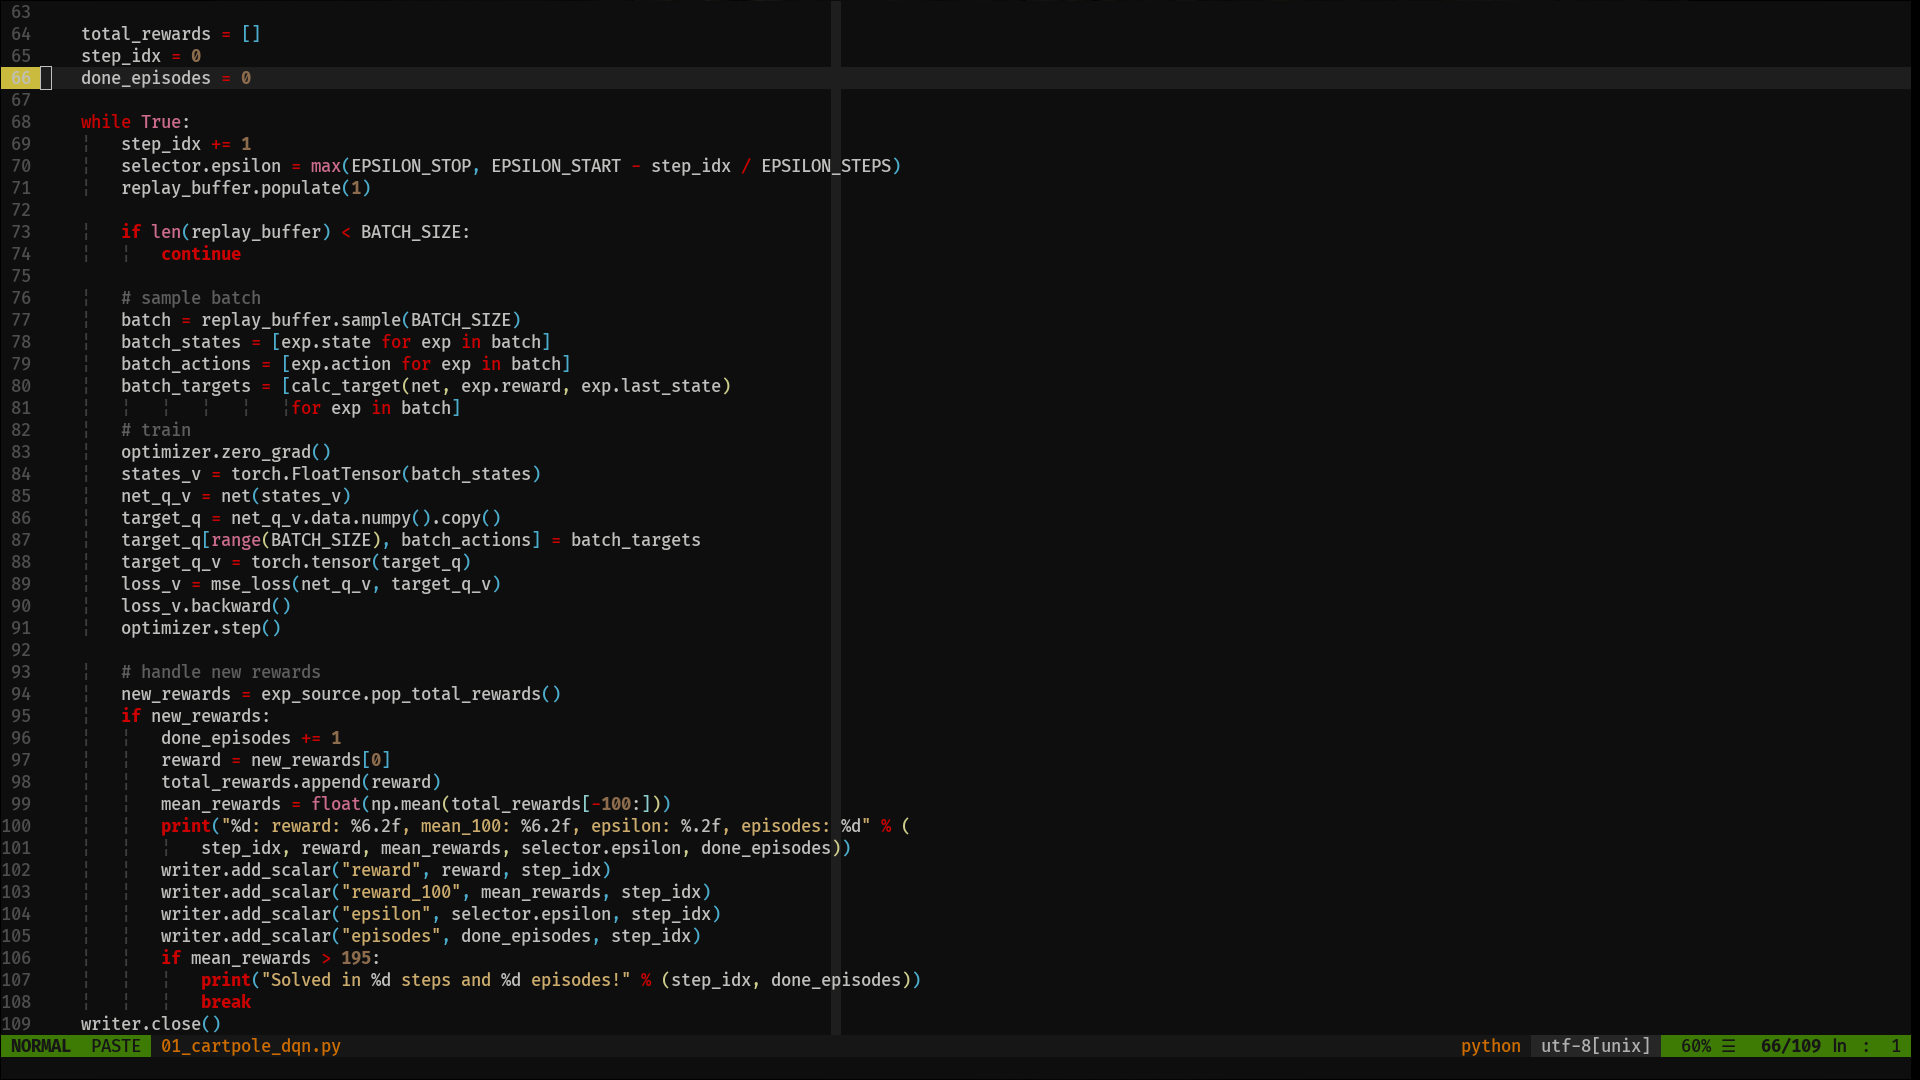 63
64     total_rewards = []
65     step_idx = 0
66     done_episodes = 0
67
68     while True:
69         step_idx += 1
70         selector.epsilon = max(EPSILON_STOP, EPSILON_START - step_idx / EPSILON_STEPS)
71         replay_buffer.populate(1)
72
73         if len(replay_buffer) < BATCH_SIZE:
74             continue
75
76         # sample batch
77         batch = replay_buffer.sample(BATCH_SIZE)
78         batch_states = [exp.state for exp in batch]
79         batch_actions = [exp.action for exp in batch]
80         batch_targets = [calc_target(net, exp.reward, exp.last_state)
81                          for exp in batch]
82         # train
83         optimizer.zero_grad()
84         states_v = torch.FloatTensor(batch_states)
85         net_q_v = net(states_v)
86         target_q = net_q_v.data.numpy().copy()
87         target_q[range(BATCH_SIZE), batch_actions] = batch_targets
88         target_q_v = torch.tensor(target_q)
89         loss_v = mse_loss(net_q_v, target_q_v)
90         loss_v.backward()
91         optimizer.step()
92
93         # handle new rewards
94         new_rewards = exp_source.pop_total_rewards()
95         if new_rewards:
96             done_episodes += 1
97             reward = new_rewards[0]
98             total_rewards.append(reward)
99             mean_rewards = float(np.mean(total_rewards[-100:]))
100             print("%d: reward: %6.2f, mean_100: %6.2f, epsilon: %.2f, episodes: %d" % (
101                 step_idx, reward, mean_rewards, selector.epsilon, done_episodes))
102             writer.add_scalar("reward", reward, step_idx)
103             writer.add_scalar("reward_100", mean_rewards, step_idx)
104             writer.add_scalar("epsilon", selector.epsilon, step_idx)
105             writer.add_scalar("episodes", done_episodes, step_idx)
106             if mean_rewards > 195:
107                 print("Solved in %d steps and %d episodes!" % (step_idx, done_episodes))
108                 break
109     writer.close()
NORMAL  PASTE  01_cartpole_dqn.py  python  utf-8[unix]  60% ☰  66/109 ln :  1